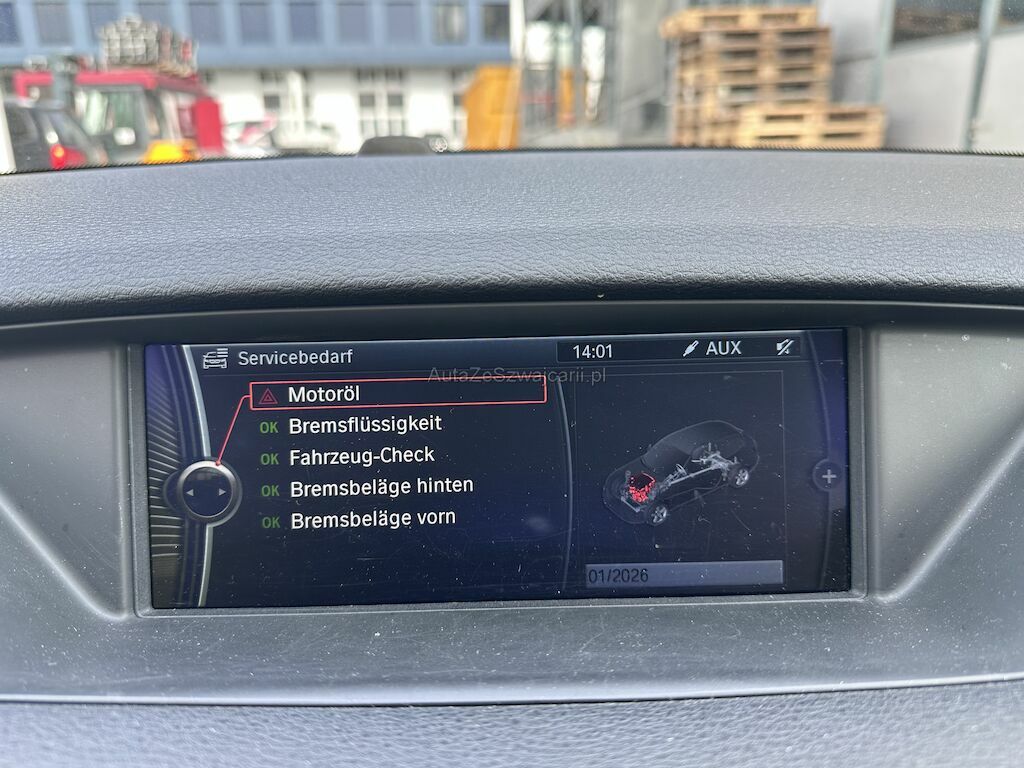 Servicebedarf
14:01
AUX
AutaZeSzwajcarii.pl
Motoröl
OK Bremsflüssigkeit
OK Fahrzeug-Check
OK Bremsbeläge hinten
OK Bremsbeläge vorn
01/2026